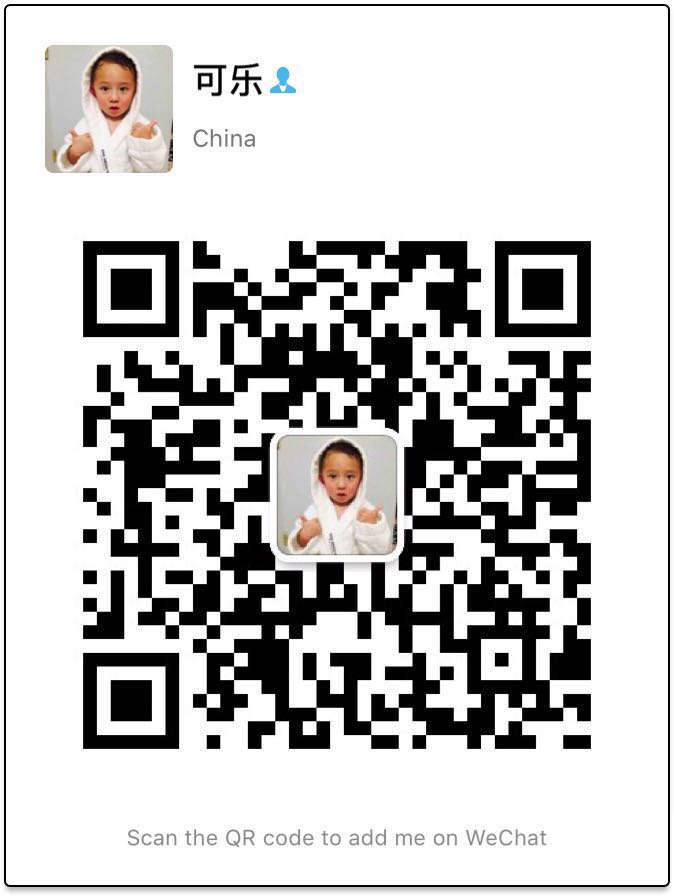 可乐
China
Scan the QR code to add me on WeChat